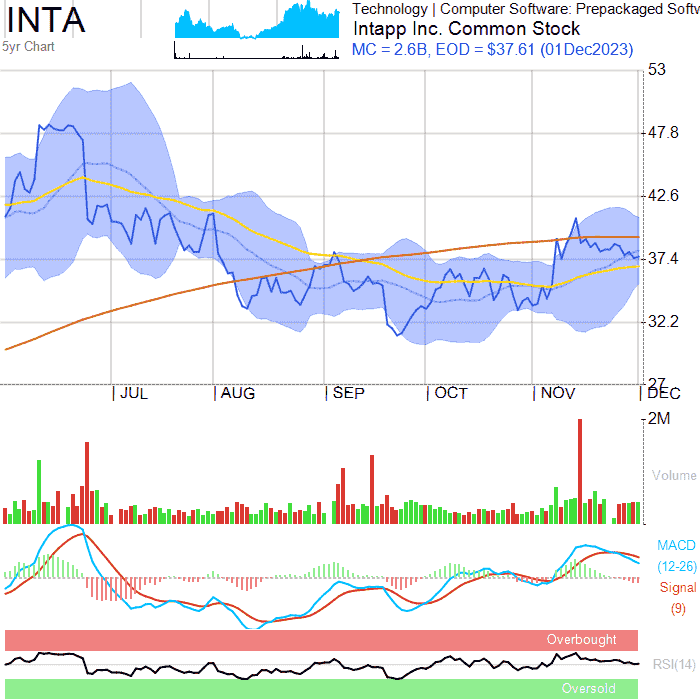 INTA
5yr Chart
Technology | Computer Software: Prepackaged Softw
Intapp Inc. Common Stock
MC = 2.6B, EOD = $37.61 (01Dec2023)
53
47.8
42.6
37.4
32.2
27
JUL
AUG
SEP
OCT
NOV
DEC
2M
Volume
MACD
(12-26)
Signal
(9)
Overbought
RSI(14)
Oversold